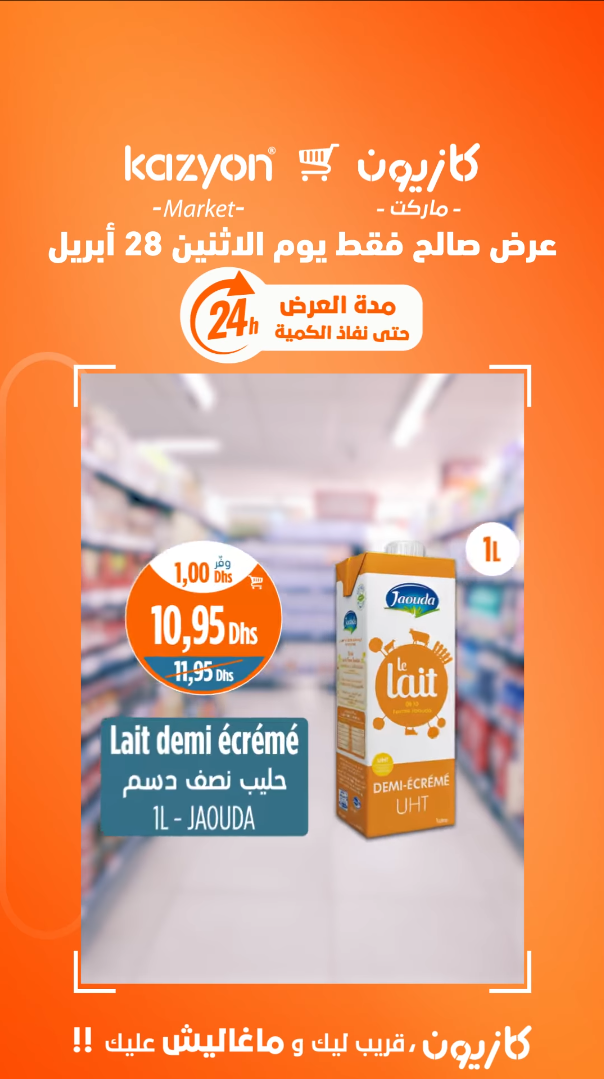 kazyon® كازيون
-Market- - ماركت -
عرض صالح فقط يوم الاثنين 28 أبريل
24h
مدة العرض
حتى نفاذ الكمية
1L
وفّر
1,00 Dhs
10,95 Dhs
11,95 Dhs
Jaouda
le
lait
DEMI-ÉCRÉMÉ
UHT
Lait demi écrémé
حليب نصف دسم
1L - JAOUDA
كازيون، قريب ليك و ماغاليش عليك !!